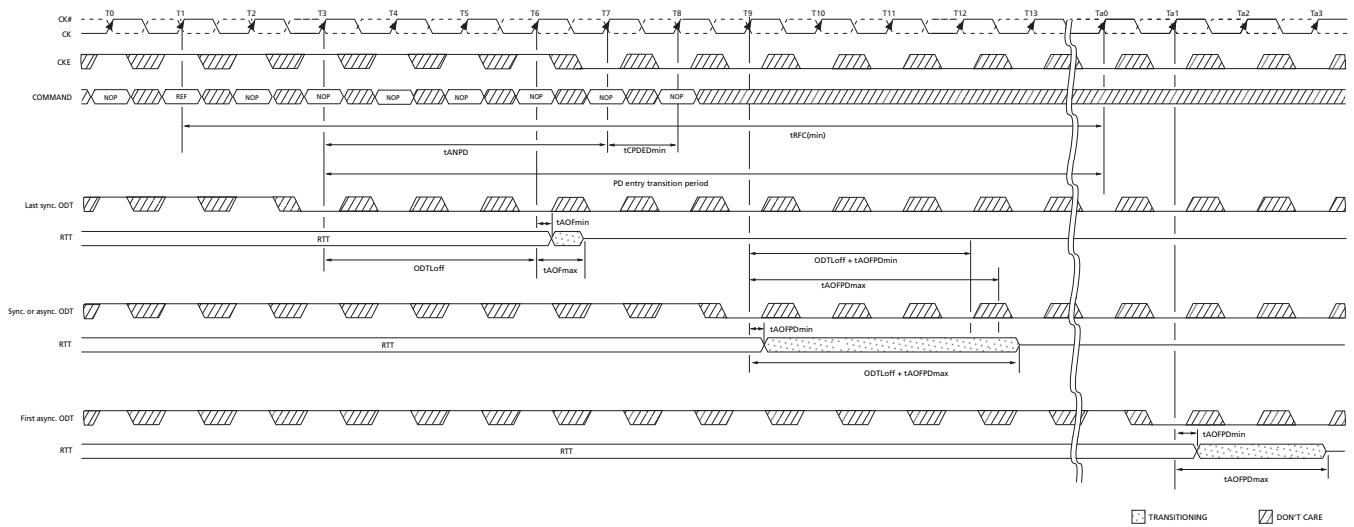 T0 T1 T2 T3 T4 T5 T6 T7 T8 T9 T10 T11 T12 T13 Ta0 Ta1 Ta2 Ta3
CK#
CK
CKE
COMMAND NOP REF NOP NOP NOP NOP NOP NOP NOP
tRFC(min)
tANPD tCPDEDmin
PD entry transition period
Last sync. ODT
tAOFmin
RTT RTT
ODTLoff tAOFmax ODTLoff + tAOFPDmin
tAOFPDmax
Sync. or async. ODT
tAOFPDmin
RTT RTT
ODTLoff + tAOFPDmax
First async. ODT
tAOFPDmin
RTT RTT
tAOFPDmax
TRANSITIONING DON'T CARE